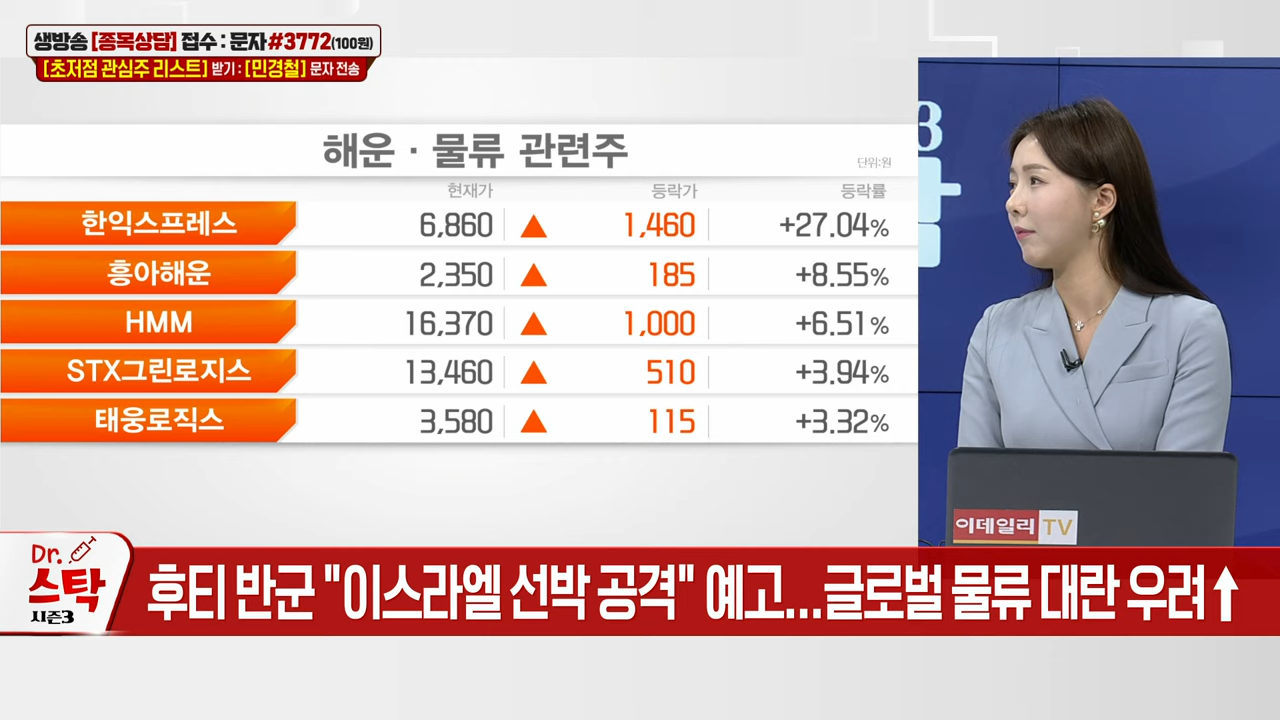 생방송 [종목상담] 접수 : 문자#3772(100원)
[초저점 관심주 리스트] 받기 : [민경철] 문자 전송
해운 · 물류 관련주
단위:원
현재가 등락가 등락률
한익스프레스 6,860 ▲ 1,460 +27.04%
흥아해운 2,350 ▲ 185 +8.55%
HMM 16,370 ▲ 1,000 +6.51%
STX그린로지스 13,460 ▲ 510 +3.94%
태웅로직스 3,580 ▲ 115 +3.32%
3
이데일리TV
Dr.
스탁
시즌3
후티 반군 "이스라엘 선박 공격" 예고...글로벌 물류 대란 우려↑